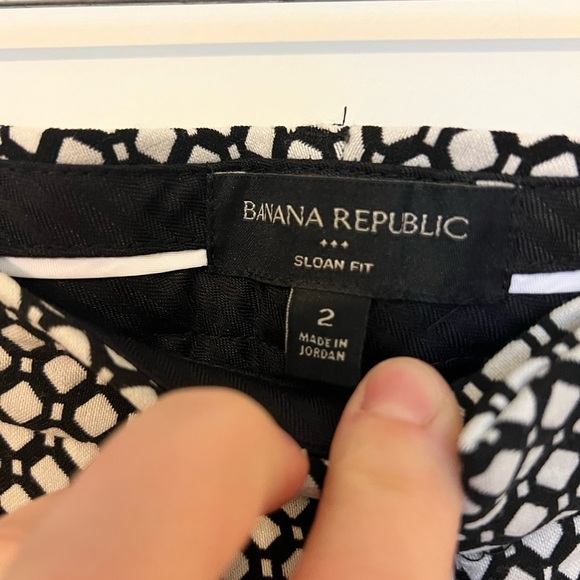 BANANA REPUBLIC
SLOAN FIT
2
MADE IN
JORDAN